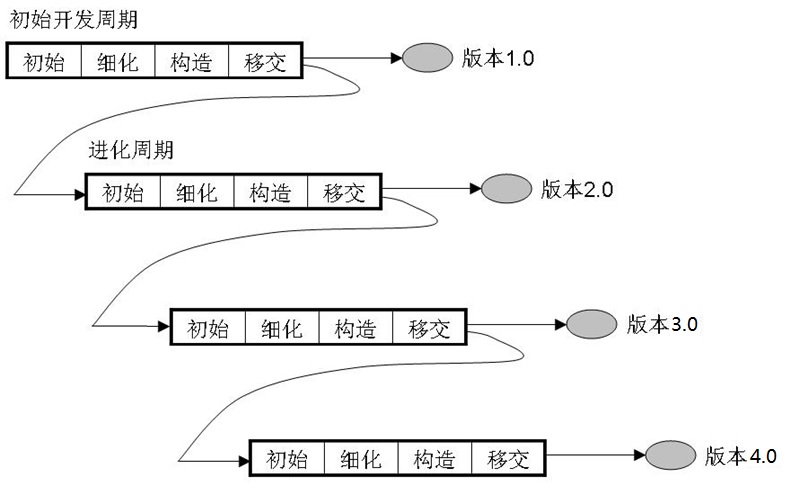 初始开发周期
初始 细化 构造 移交 版本1.0
进化周期
初始 细化 构造 移交 版本2.0
初始 细化 构造 移交 版本3.0
初始 细化 构造 移交 版本4.0